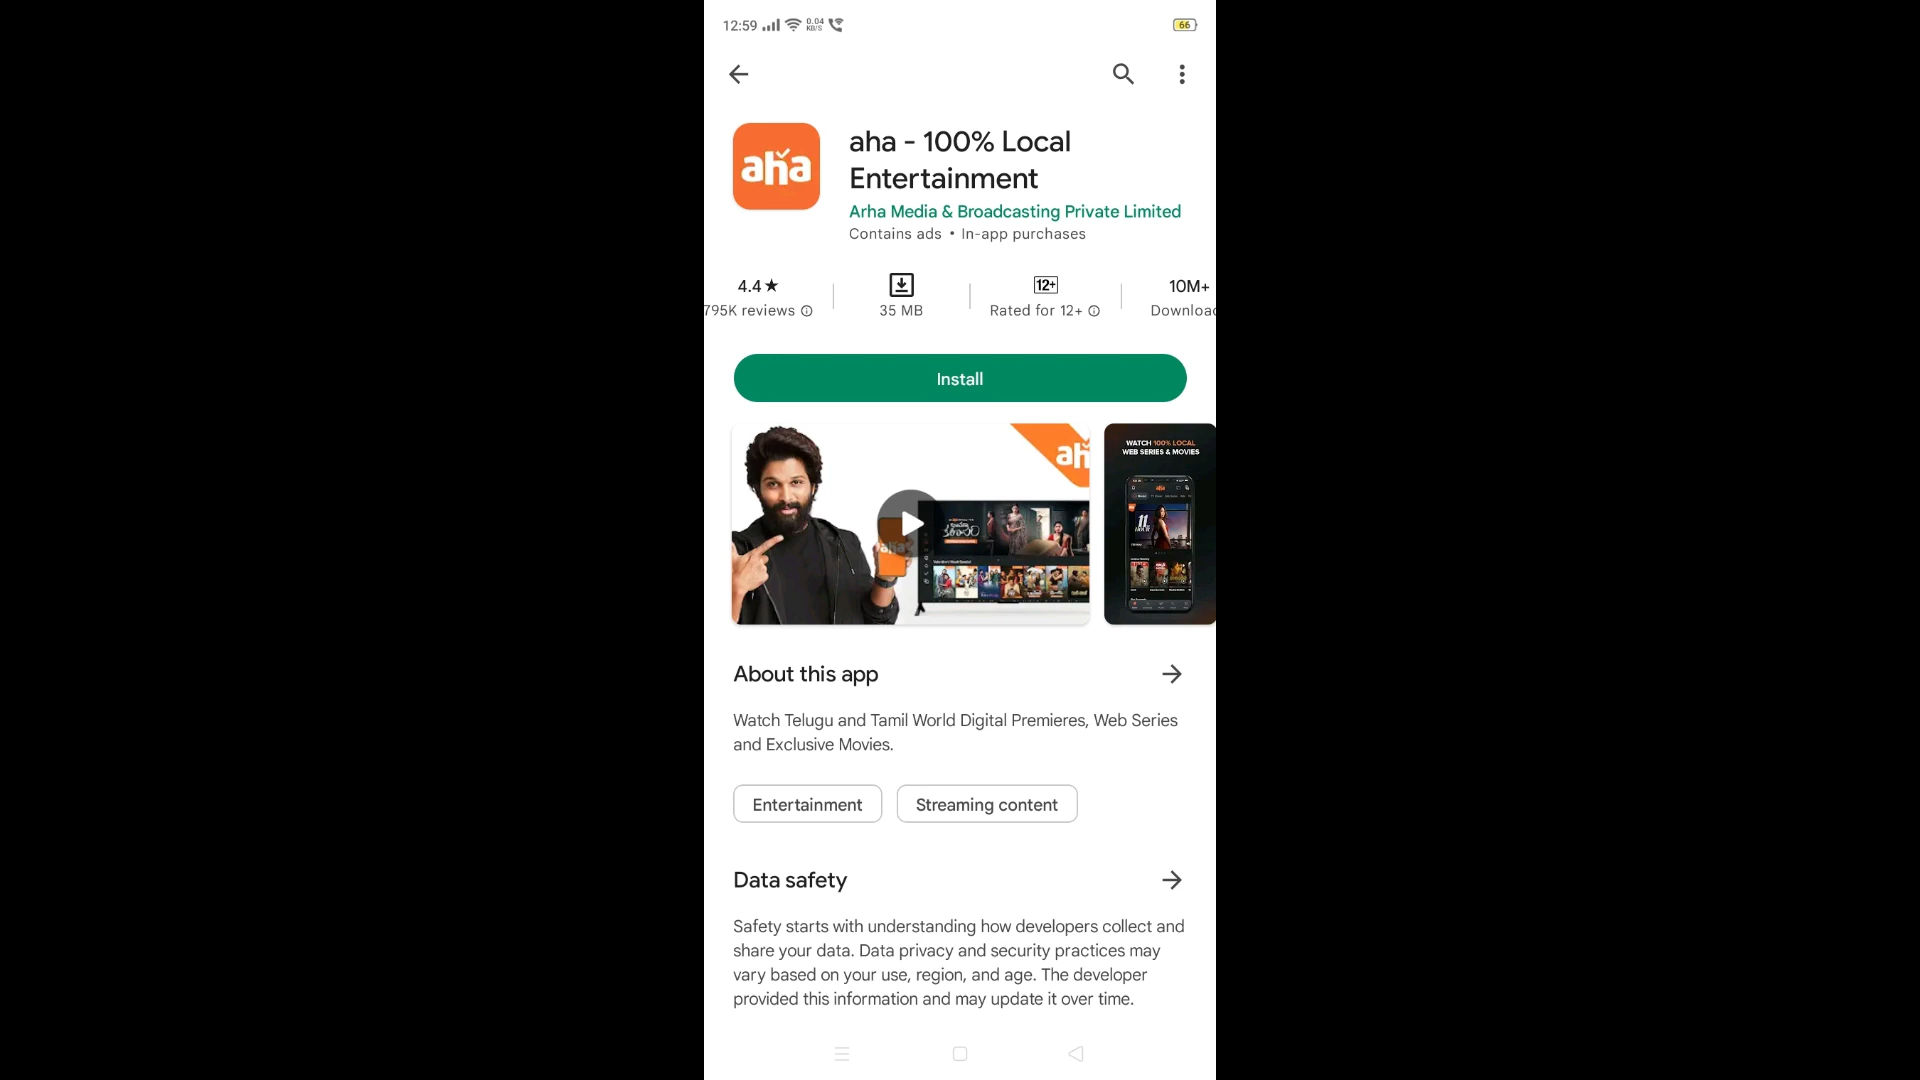 12:59 0.04 KB/S 66
aha
aha - 100% Local
Entertainment
Arha Media & Broadcasting Private Limited
Contains ads • In-app purchases
4.4★ 12+ 10M+
795K reviews 35 MB Rated for 12+ Downloa
Install
ah
WATCH 100% LOCAL
WEB SERIES & MOVIES
About this app
Watch Telugu and Tamil World Digital Premieres, Web Series
and Exclusive Movies.
Entertainment Streaming content
Data safety
Safety starts with understanding how developers collect and
share your data. Data privacy and security practices may
vary based on your use, region, and age. The developer
provided this information and may update it over time.